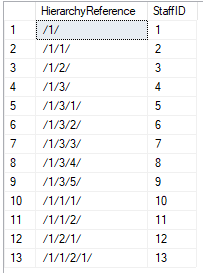 HierarchyReference StaffID
1 /1/ 1
2 /1/1/ 2
3 /1/2/ 3
4 /1/3/ 4
5 /1/3/1/ 5
6 /1/3/2/ 6
7 /1/3/3/ 7
8 /1/3/4/ 8
9 /1/3/5/ 9
10 /1/1/1/ 10
11 /1/1/2/ 11
12 /1/2/1/ 12
13 /1/1/2/1/ 13